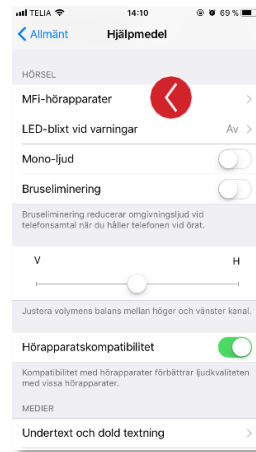 TELIA 14:10 69 %
Allmänt Hjälpmedel
HÖRSEL
MFi-hörapparater
LED-blixt vid varningar Av
Mono-ljud
Bruseliminering
Bruseliminering reducerar omgivningsljud vid
telefonsamtal när du håller telefonen vid örat.
V H
Justera volymens balans mellan höger och vänster kanal.
Hörapparatskompatibilitet
Kompatibilitet med hörapparater förbättrar ljudkvaliteten
med vissa hörapparater.
MEDIER
Undertext och dold textning